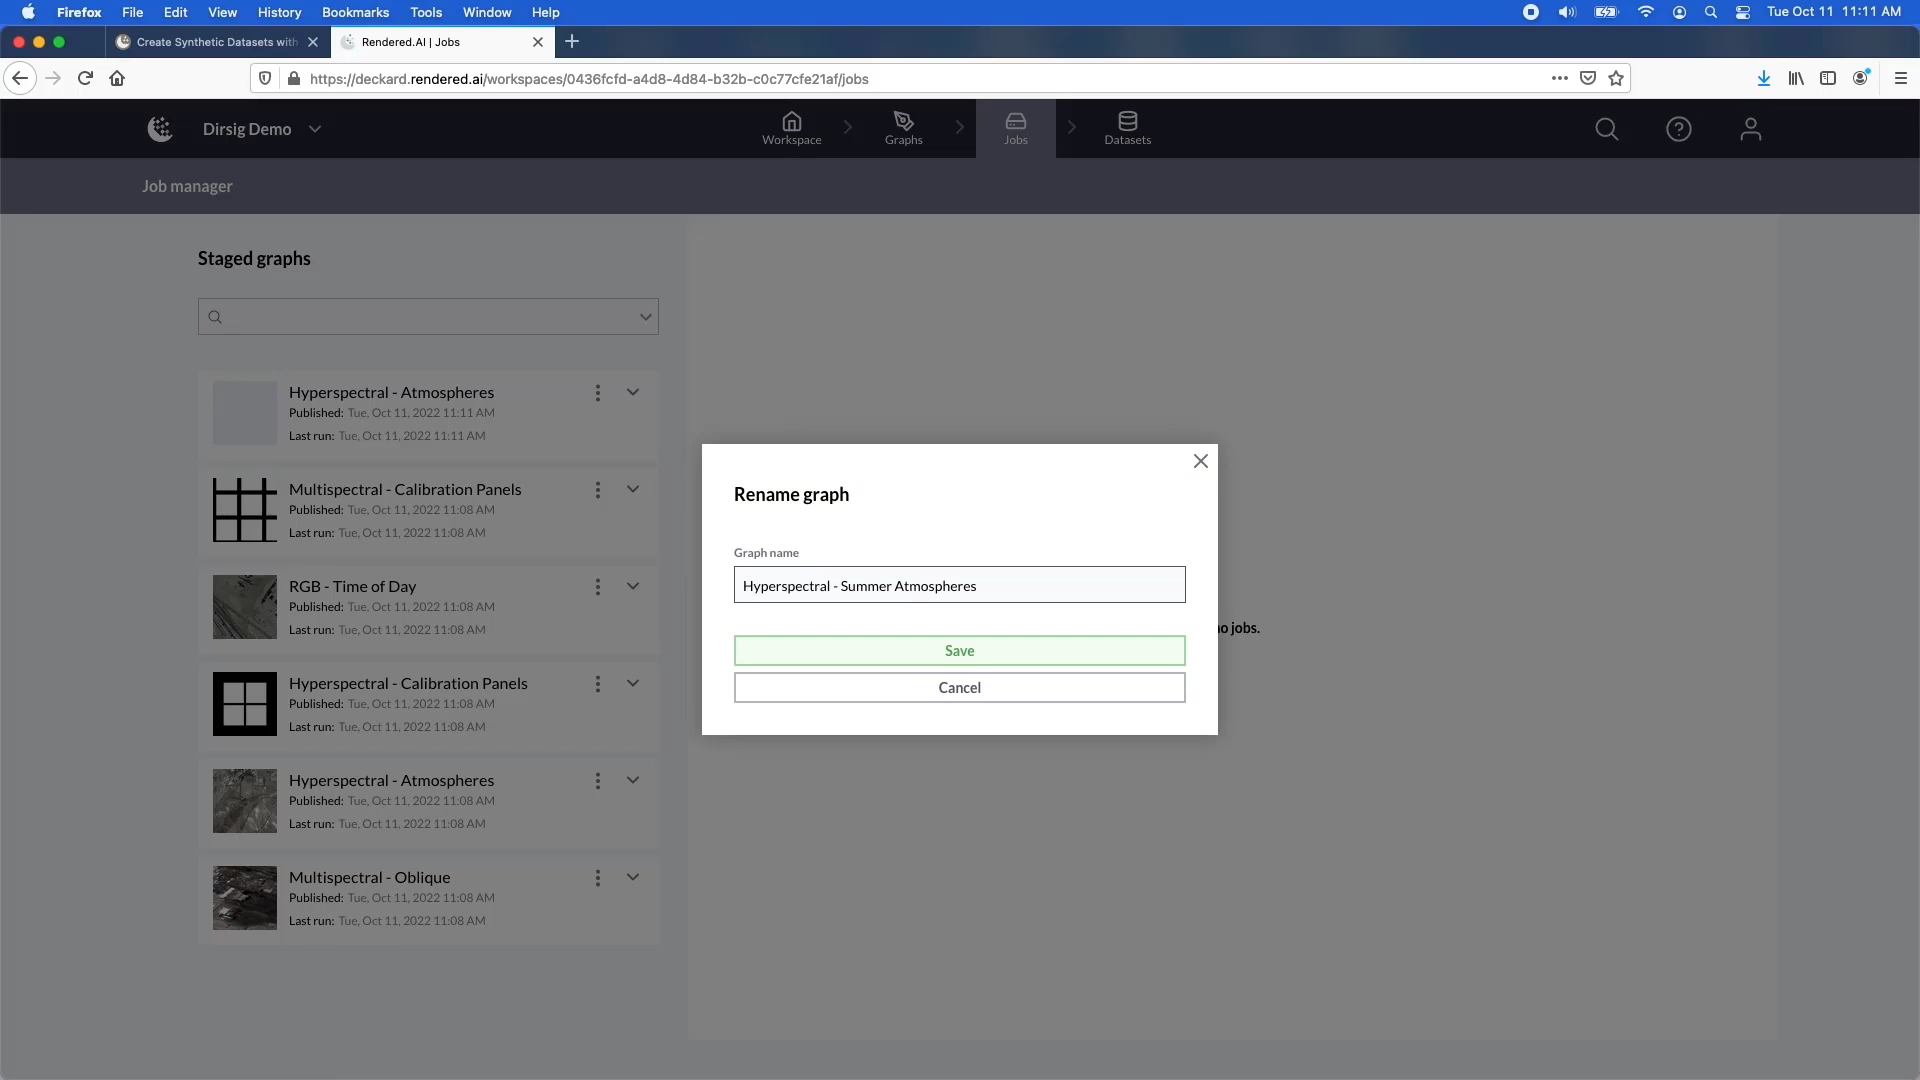 Firefox File Edit View History Bookmarks Tools Window Help Tue Oct 11 11:11 AM
Create Synthetic Datasets with Rendered.AI | Jobs
https://deckard.rendered.ai/workspaces/0436fcfd-a4d8-4d84-b32b-c0c77cfe21af/jobs
Dirsig Demo Workspace Graphs Jobs Datasets
Job manager
Staged graphs
Hyperspectral - Atmospheres
Published: Tue, Oct 11, 2022 11:11 AM
Last run: Tue, Oct 11, 2022 11:11 AM
Multispectral - Calibration Panels
Published: Tue, Oct 11, 2022 11:08 AM
Last run: Tue, Oct 11, 2022 11:08 AM
RGB - Time of Day
Published: Tue, Oct 11, 2022 11:08 AM
Last run: Tue, Oct 11, 2022 11:08 AM
Hyperspectral - Calibration Panels
Published: Tue, Oct 11, 2022 11:08 AM
Last run: Tue, Oct 11, 2022 11:08 AM
Hyperspectral - Atmospheres
Published: Tue, Oct 11, 2022 11:08 AM
Last run: Tue, Oct 11, 2022 11:08 AM
Multispectral - Oblique
Published: Tue, Oct 11, 2022 11:08 AM
Last run: Tue, Oct 11, 2022 11:08 AM
Rename graph
Graph name
Hyperspectral - Summer Atmospheres
Save
Cancel
jobs.